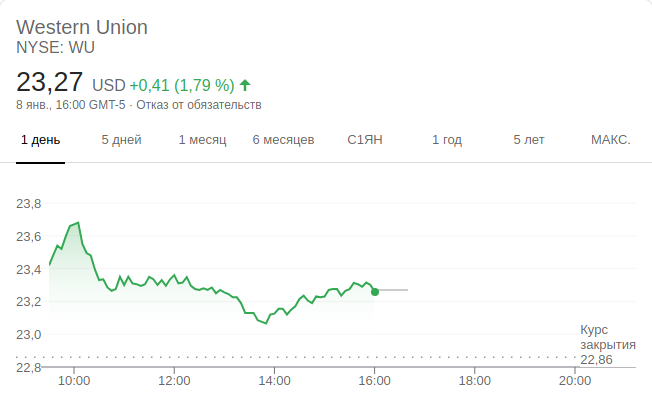 Western Union
NYSE: WU
23,27 USD +0,41 (1,79 %)
8 янв., 16:00 GMT-5 · Отказ от обязательств
1 день 5 дней 1 месяц 6 месяцев С1ЯН 1 год 5 лет МАКС.
23,8
23,6
23,4
23,2
23,0
22,8
Курс
закрытия
22,86
10:00 12:00 14:00 16:00 18:00 20:00